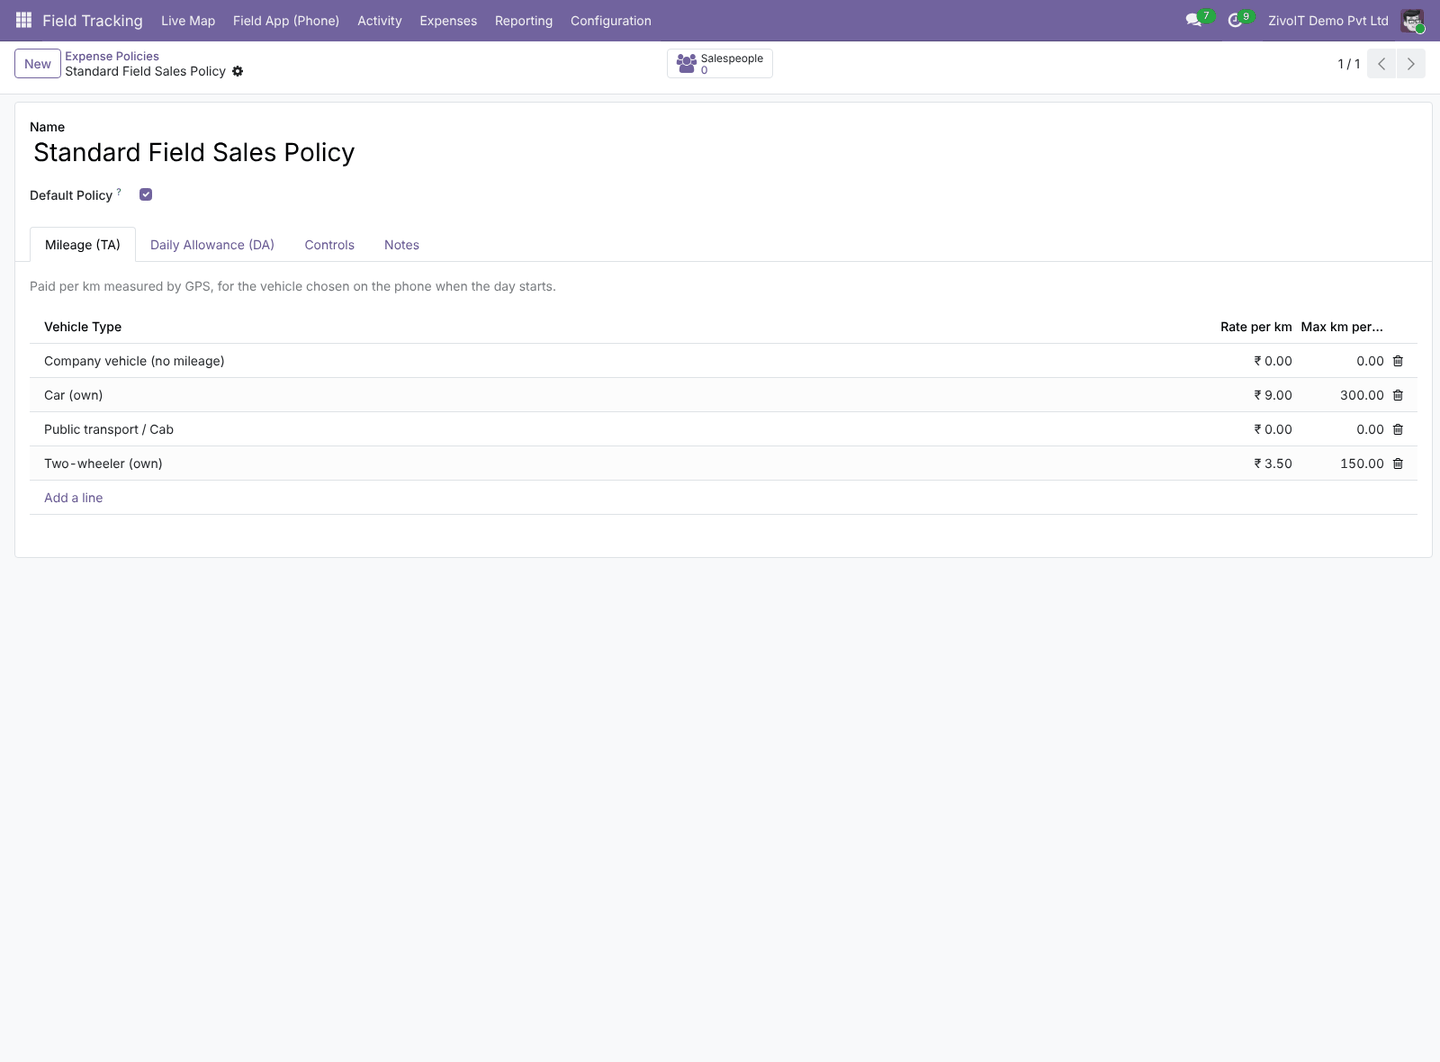 Field Tracking Live Map Field App (Phone) Activity Expenses Reporting Configuration 7 9 ZivoIT Demo Pvt Ltd
New
Expense Policies
Standard Field Sales Policy
Salespeople
0
1 / 1
Name
Standard Field Sales Policy
Default Policy ?
Mileage (TA) Daily Allowance (DA) Controls Notes
Paid per km measured by GPS, for the vehicle chosen on the phone when the day starts.
Vehicle Type Rate per km Max km per...
Company vehicle (no mileage) ₹ 0.00 0.00
Car (own) ₹ 9.00 300.00
Public transport / Cab ₹ 0.00 0.00
Two-wheeler (own) ₹ 3.50 150.00
Add a line